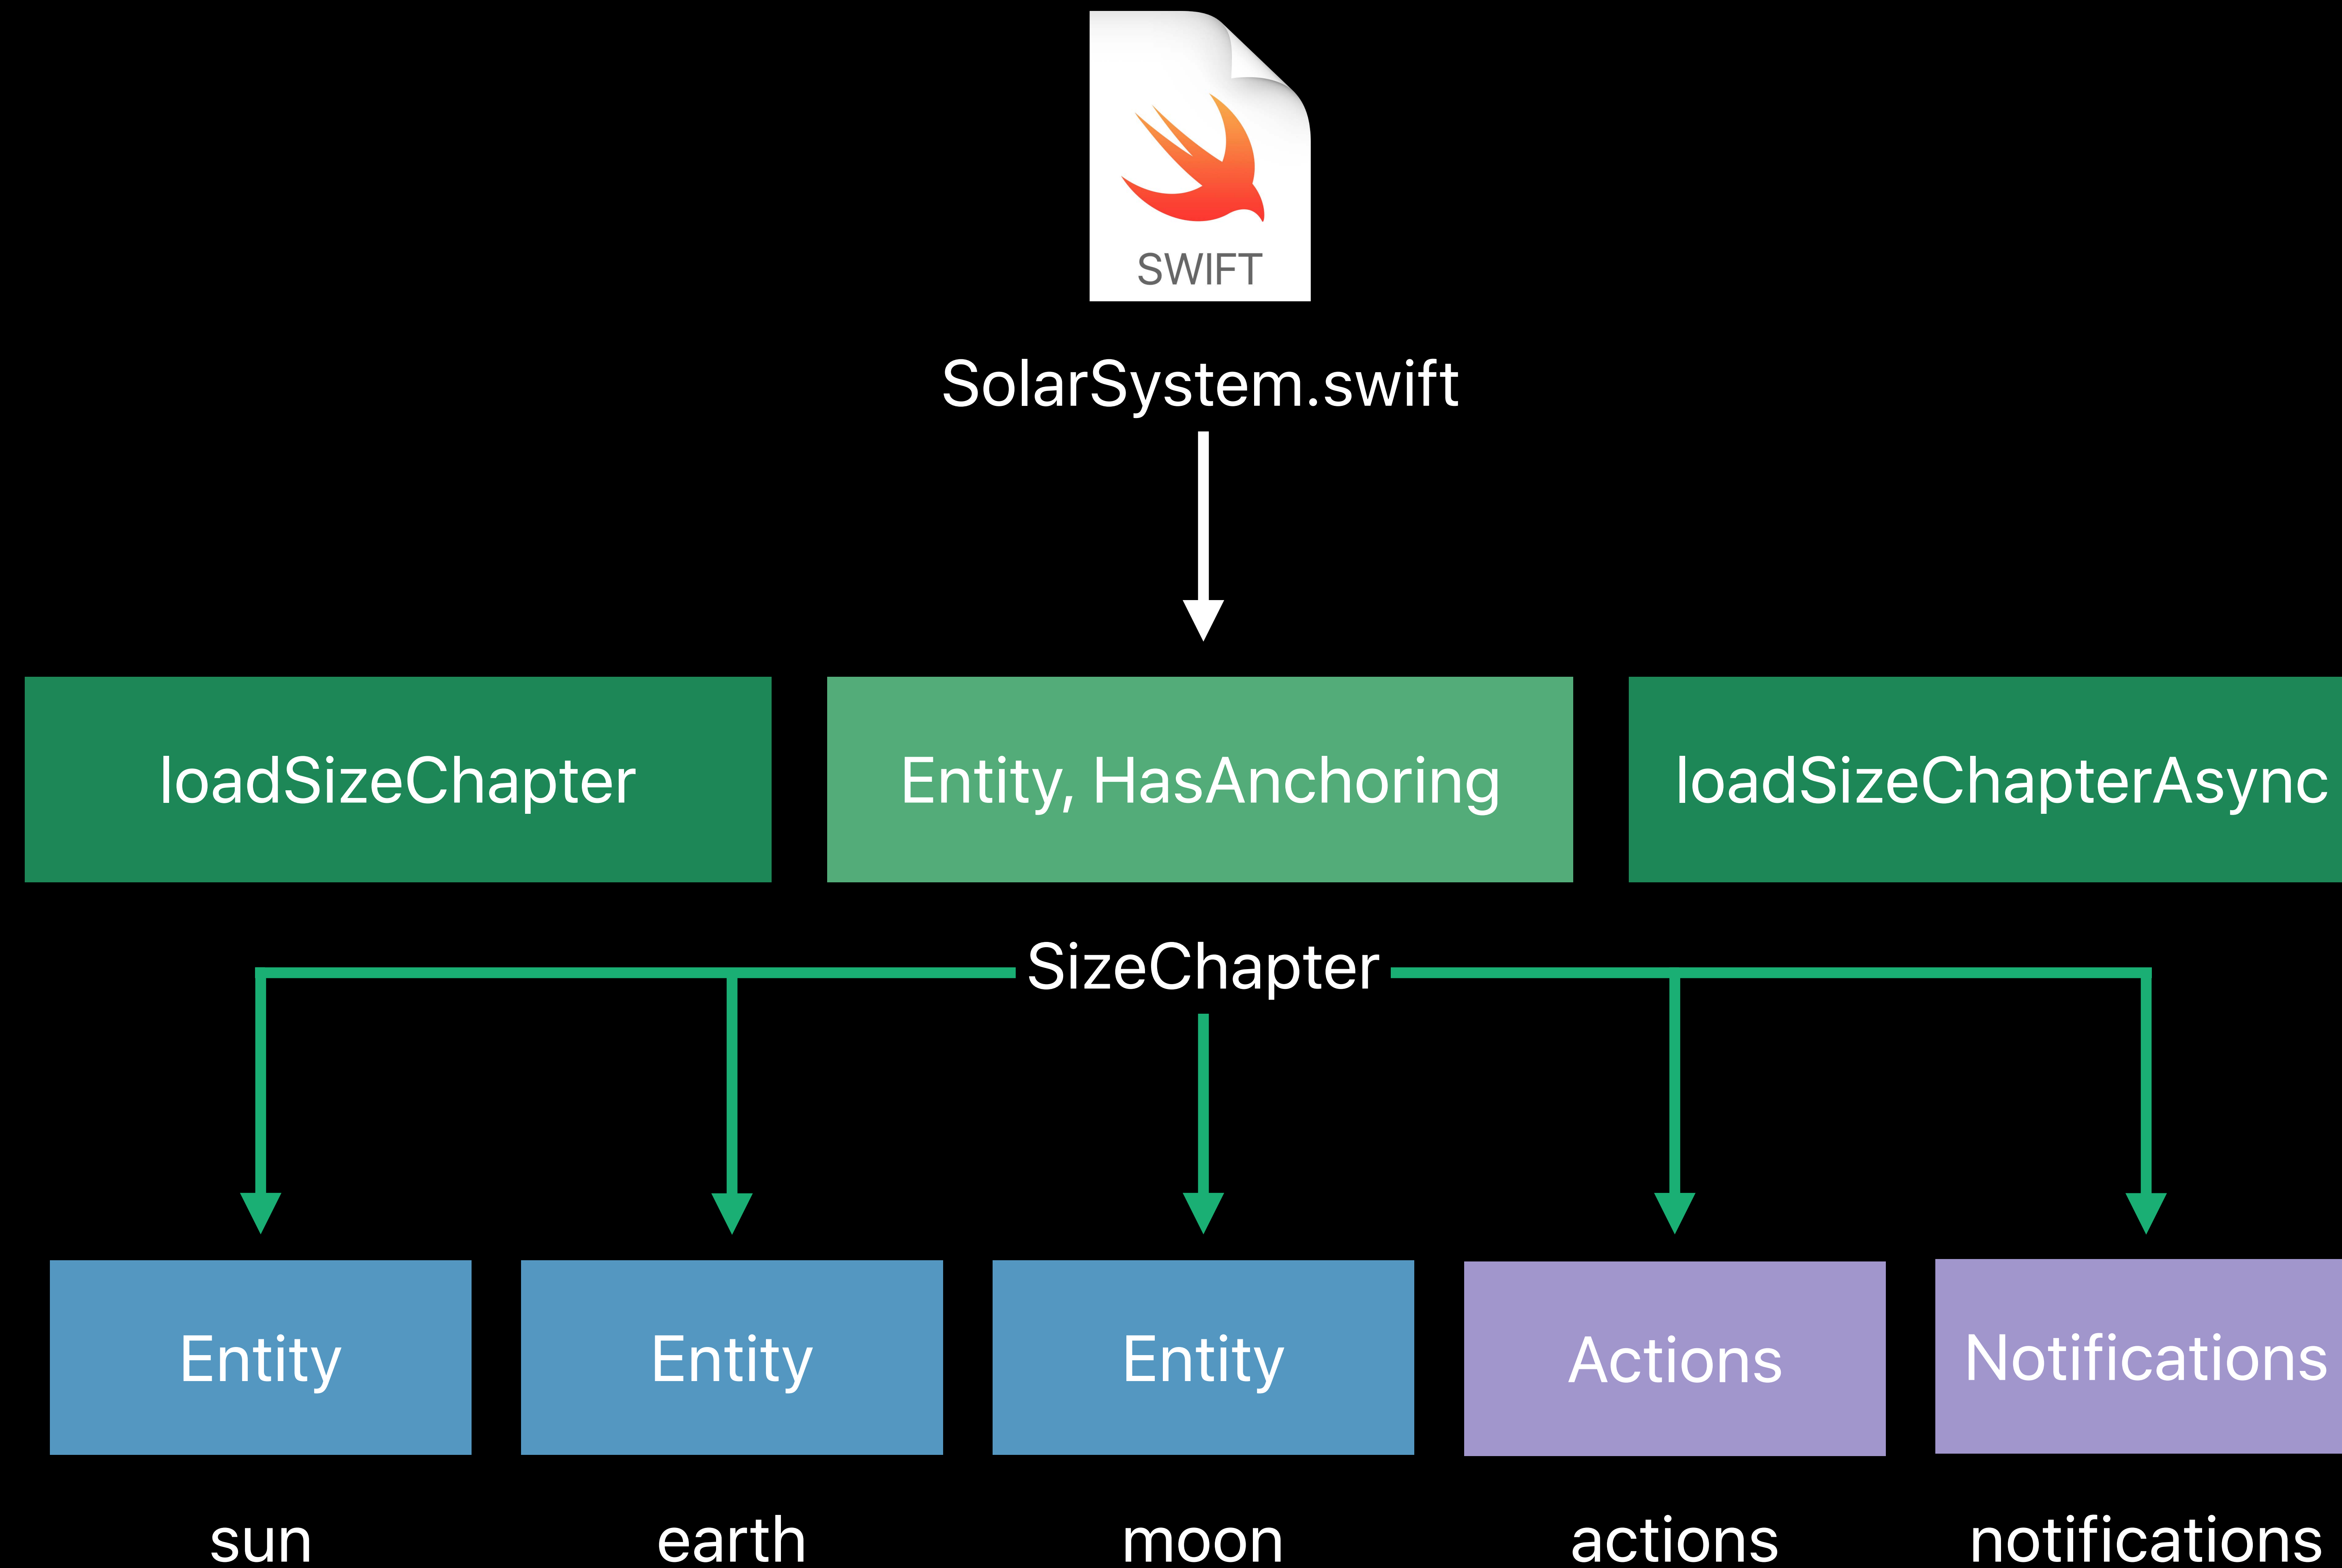 SWIFT
SolarSystem.swift
loadSizeChapter
Entity, HasAnchoring
loadSizeChapterAsync
SizeChapter
Entity
Entity
Entity
Actions
Notifications
sun
earth
moon
actions
notifications